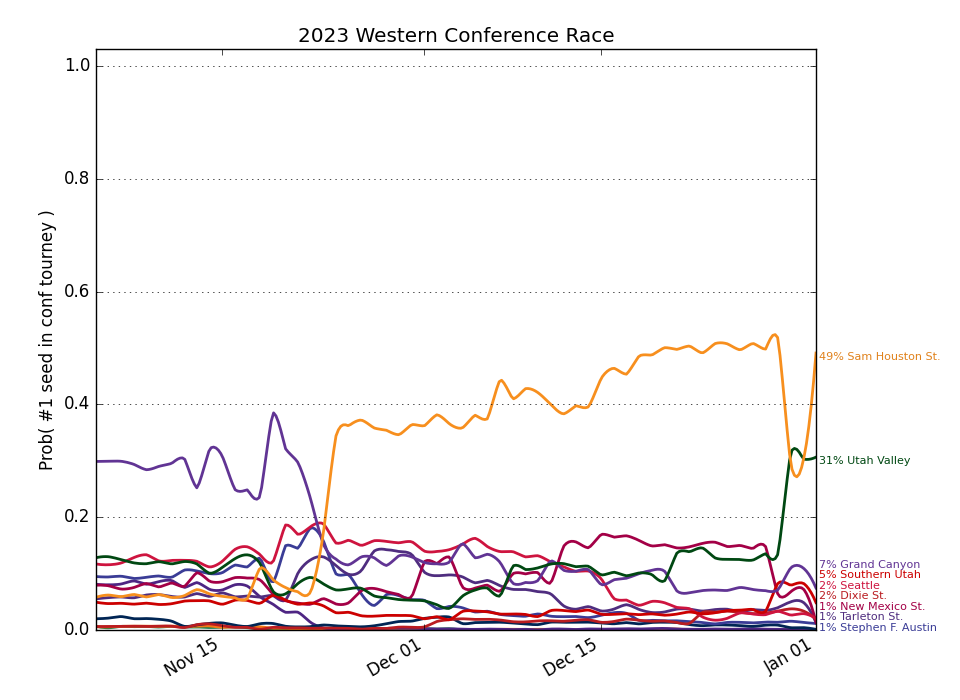 2023 Western Conference Race
1.0
0.8
0.6
0.4
0.2
0.0
Prob( #1 seed in conf tourney )
49% Sam Houston St.
31% Utah Valley
7% Grand Canyon
5% Southern Utah
2% Seattle
2% Dixie St.
1% New Mexico St.
1% Tarleton St.
1% Stephen F. Austin
Nov 15
Dec 01
Dec 15
Jan 01